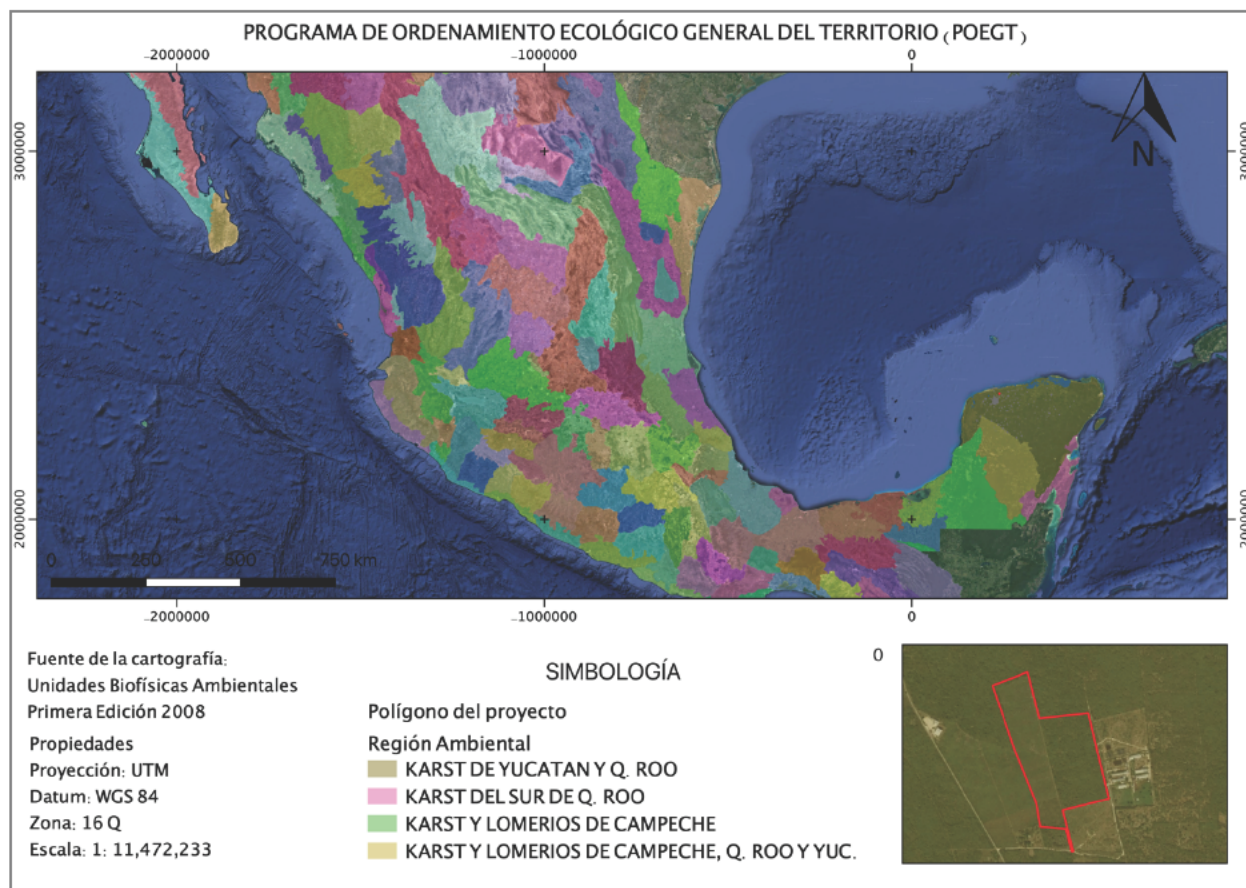 PROGRAMA DE ORDENAMIENTO ECOLÓGICO GENERAL DEL TERRITORIO (POEGT)
-2000000 -1000000 0
3000000 3000000
N
2000000 2000000
0 250 500 750 km
-2000000 -1000000 0
Fuente de la cartografía:
Unidades Biofísicas Ambientales
Primera Edición 2008
Propiedades
Proyección: UTM
Datum: WGS 84
Zona: 16 Q
Escala: 1: 11,472,233
SIMBOLOGÍA
Polígono del proyecto
Región Ambiental
KARST DE YUCATAN Y Q. ROO
KARST DEL SUR DE Q. ROO
KARST Y LOMERIOS DE CAMPECHE
KARST Y LOMERIOS DE CAMPECHE, Q. ROO Y YUC.
0